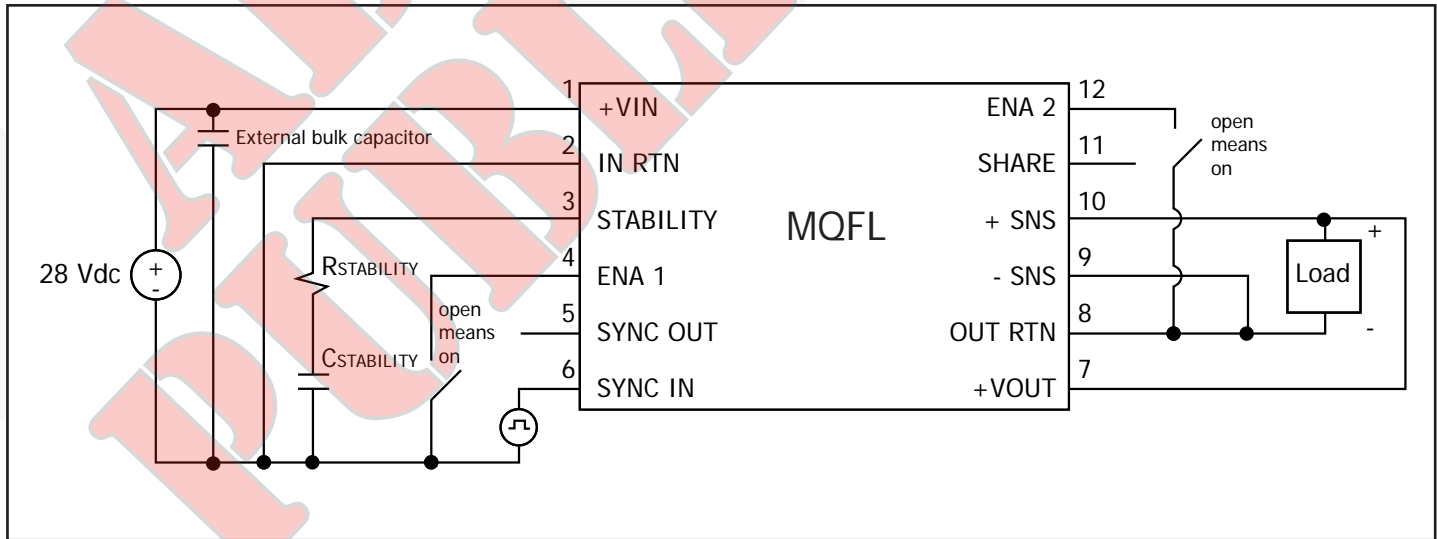 1
+VIN
External bulk capacitor
2
IN RTN
3
STABILITY
RSTABILITY
4
ENA 1
open
means
on
5
SYNC OUT
CSTABILITY
6
SYNC IN
28 Vdc
+
-
MQFL
12
ENA 2
open
means
on
11
SHARE
10
+ SNS
+
Load
-
9
- SNS
8
OUT RTN
7
+VOUT